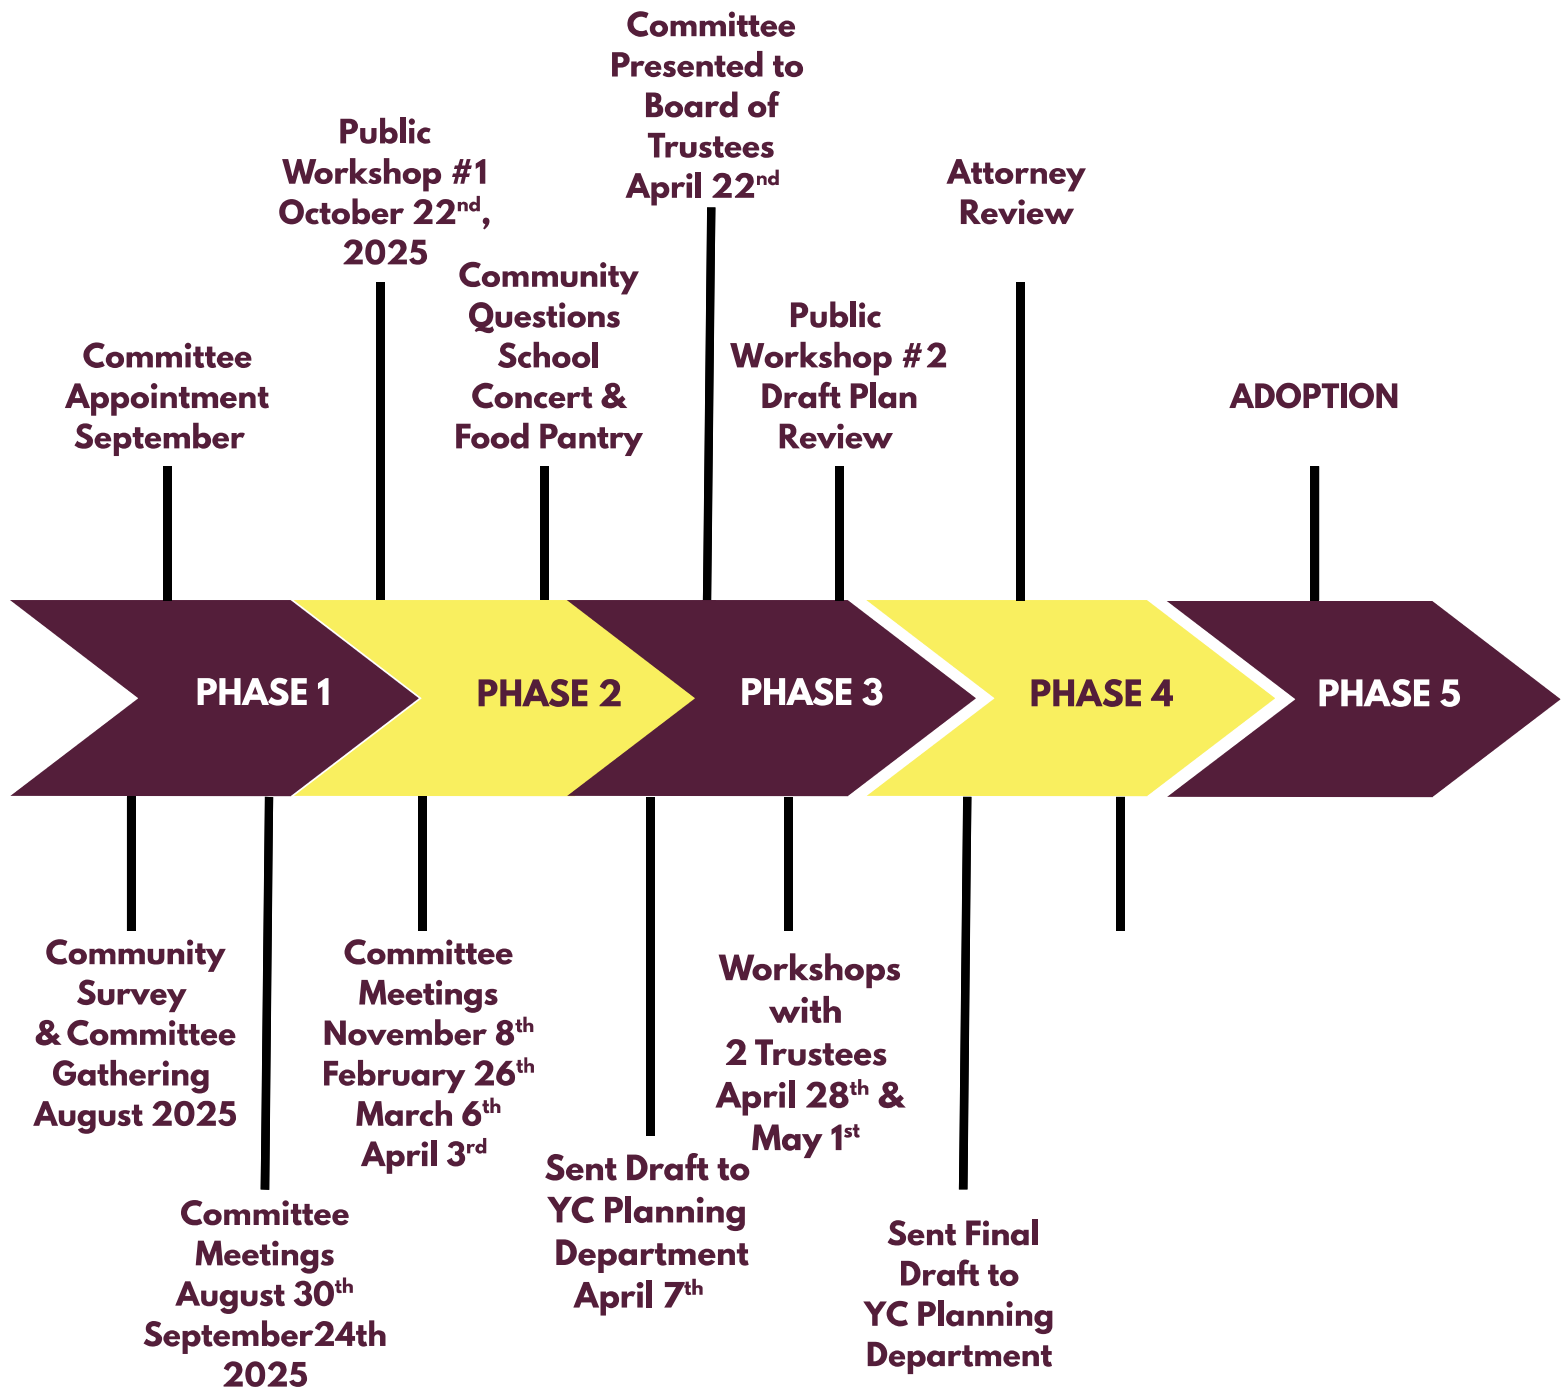 Committee
Presented to
Board of
Trustees
April 22nd
Public
Workshop #1
October 22nd,
2025
Attorney
Review
Community
Questions
School
Concert &
Food Pantry
Public
Workshop #2
Draft Plan
Review
Committee
Appointment
September
ADOPTION
PHASE 1
PHASE 2
PHASE 3
PHASE 4
PHASE 5
Community
Survey
& Committee
Gathering
August 2025
Committee
Meetings
November 8th
February 26th
March 6th
April 3rd
Workshops
with
2 Trustees
April 28th &
May 1st
Sent Draft to
YC Planning
Department
April 7th
Committee
Meetings
August 30th
September24th
2025
Sent Final
Draft to
YC Planning
Department